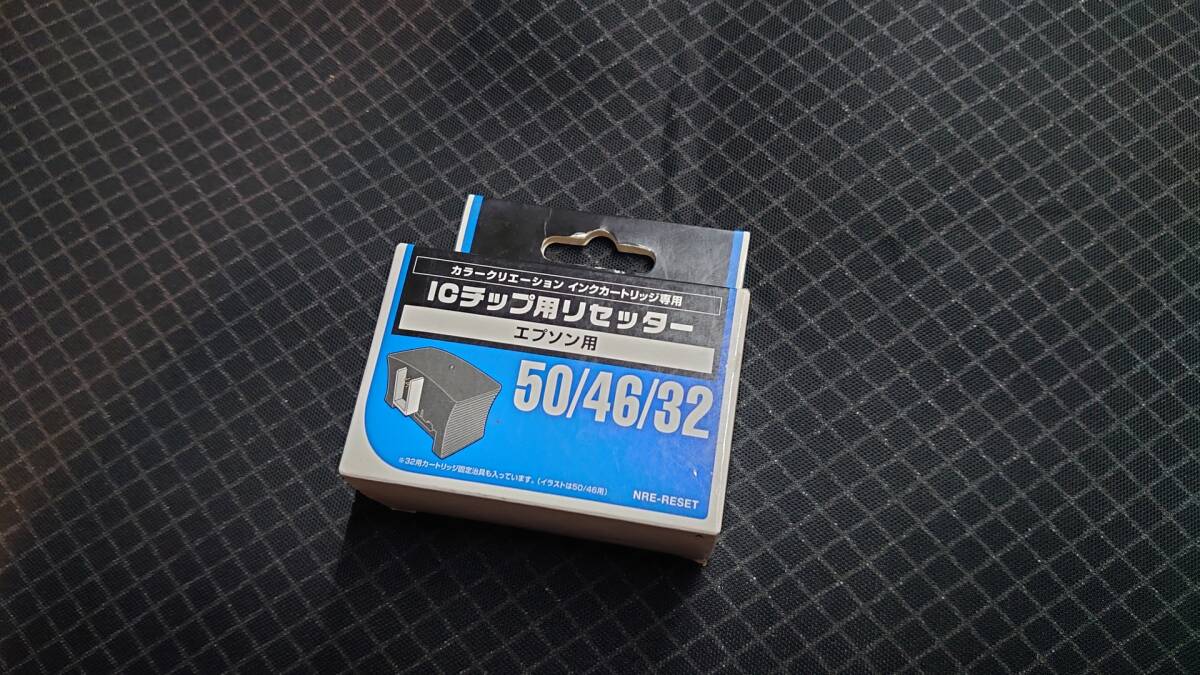 カラークリエーション インクカートリッジ専用
ICチップ用リセッター
エプソン用
50/46/32
※32用カートリッジ固定治具も入っています。(イラストは50/46用)
NRE-RESET